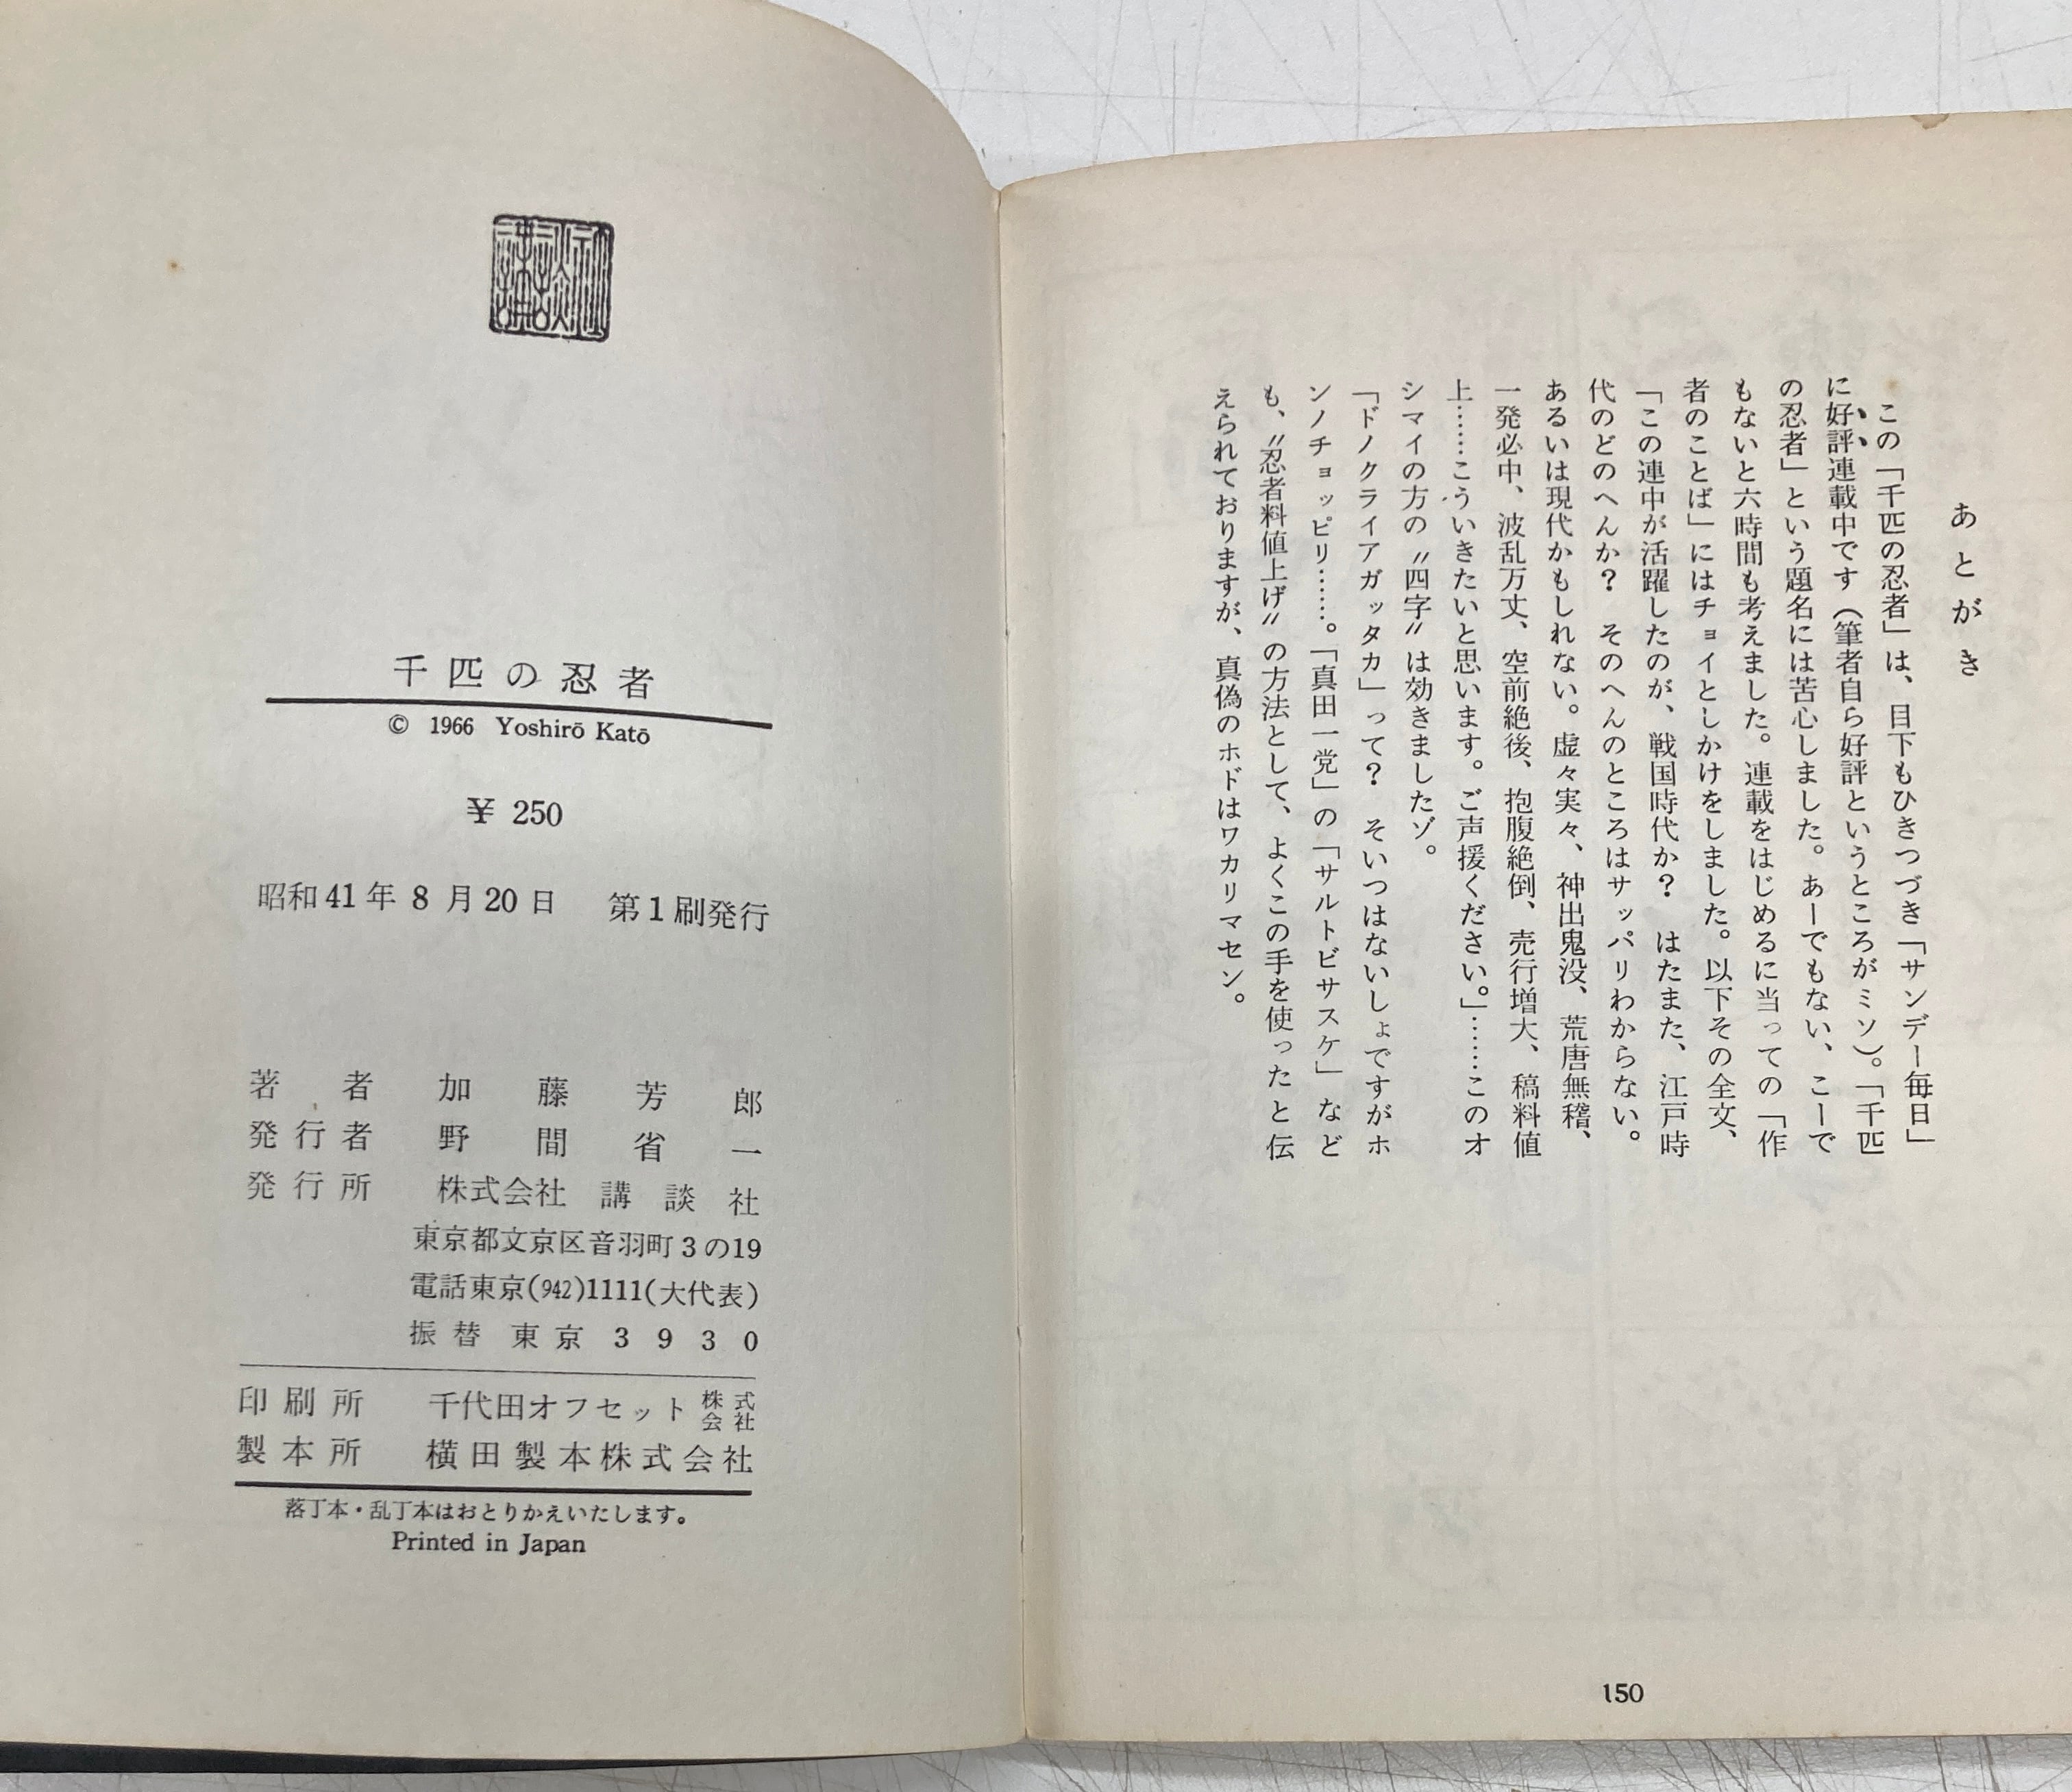 あとがき
この「千匹の忍者」は、目下もひきつづき「サンデー毎日」
に好評連載中です（筆者自ら好評というところがミソ）。「千匹
の忍者」という題名には苦心しました。あーでもない、こーで
もないと六時間も考えました。連載をはじめるに当っての「作
者のことば」にはチョイとしかけをしました。以下その全文、
「この連中が活躍したのが、戦国時代か？　はたまた、江戸時
代のどのへんか？　そのへんのところはサッパリわからない。
あるいは現代かもしれない。虚々実々、神出鬼没、荒唐無稽、
一発必中、波乱万丈、空前絶後、抱腹絶倒、売行増大、稿料値
上……こういきたいと思います。ご声援ください。」……このオ
シマイの方の〝四字〟は効きましたゾ。
「ドノクライアガッタカ」って？　そいつはないしょですがホ
ンノチョッピリ……。「真田一党」の「サルトビサスケ」など
も、〝忍者料値上げ〟の方法として、よくこの手を使ったと伝
えられておりますが、真偽のホドはワカリマセン。
150
講談社
千匹の忍者
© 1966 Yoshirō Katō
¥ 250
昭和41年8月20日　第1刷発行
著者　加藤芳郎
発行者　野間省一
発行所　株式会社 講談社
東京都文京区音羽町3の19
電話東京(942)1111(大代表)
振替 東京 3930
印刷所　千代田オフセット株式会社
製本所　横田製本株式会社
落丁本・乱丁本はおとりかえいたします。
Printed in Japan